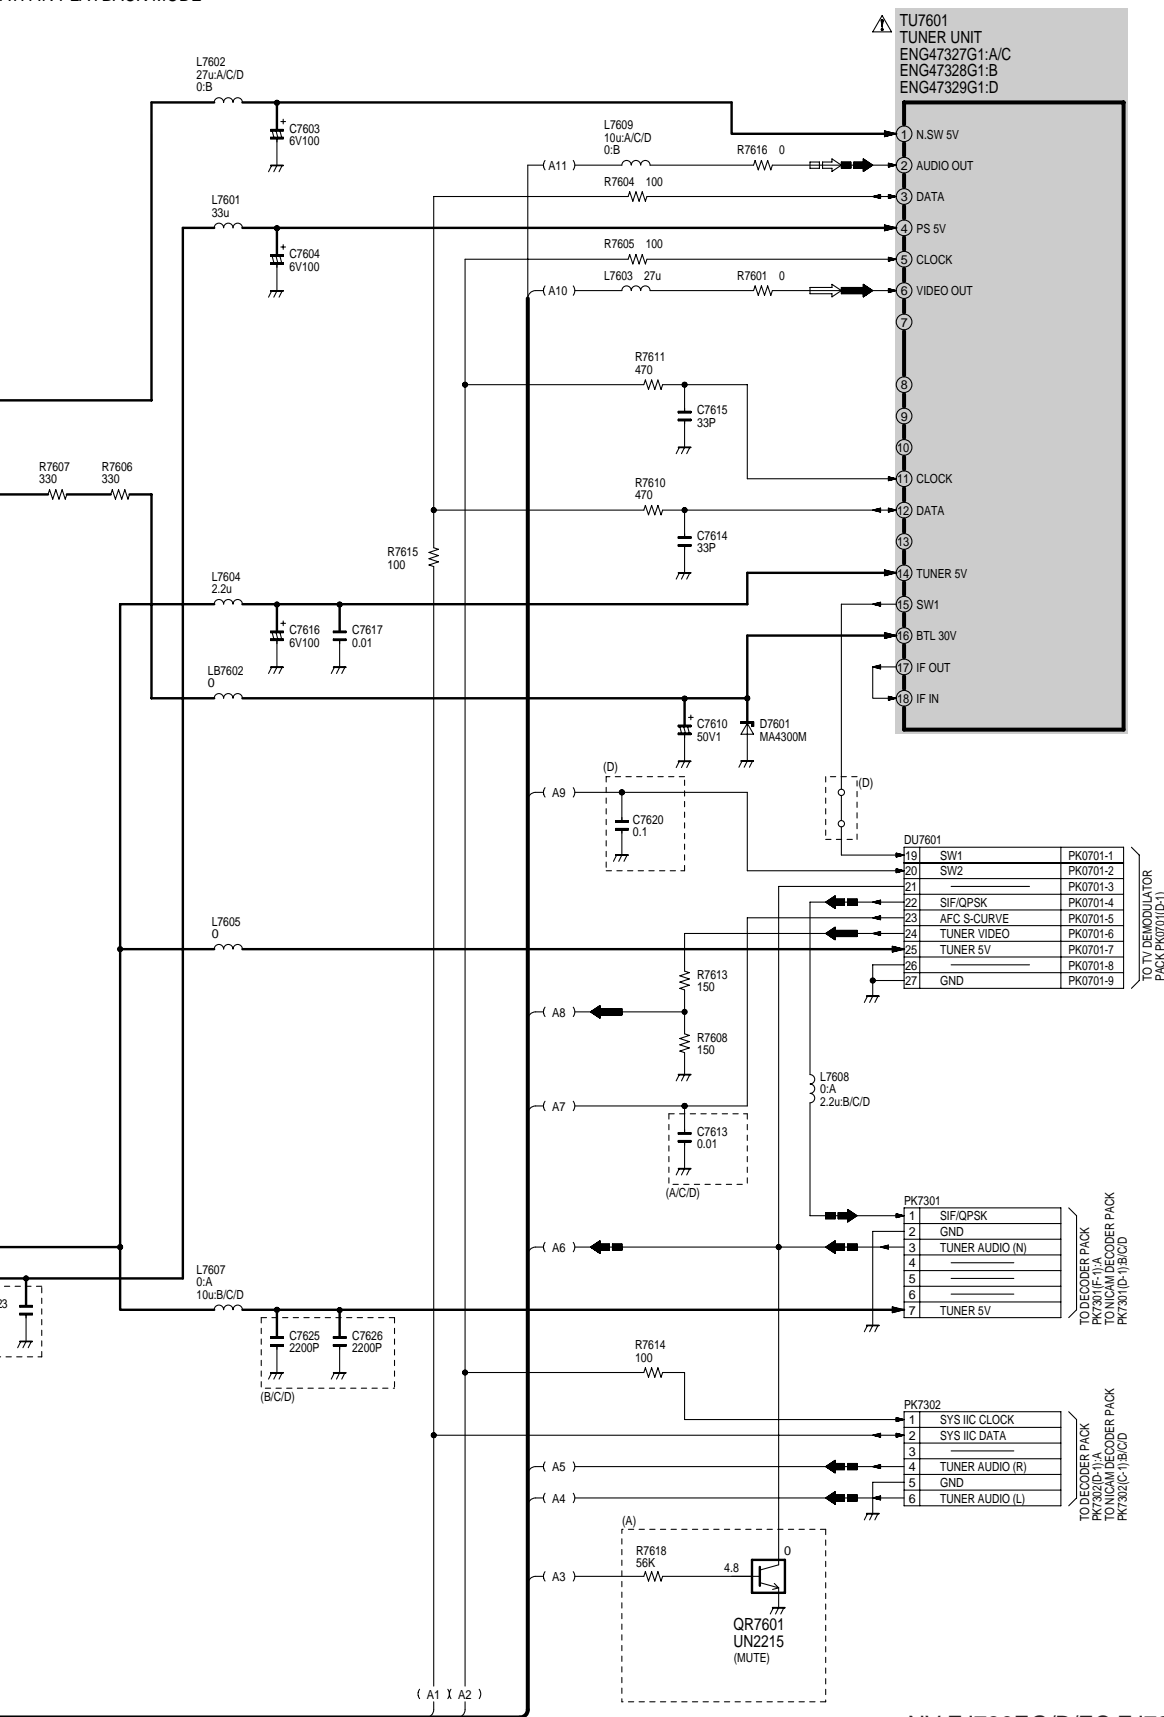 TU7601
TUNER UNIT
ENG47327G1:A/C
ENG47328G1:B
ENG47329G1:D
L7602
27u:A/C/D
0:B
+
C7603
6V100
L7609
10u:A/C/D
0:B
1 N.SW 5V
R7616 0
( A11 )
2 AUDIO OUT
R7604 100
3 DATA
L7601
33u
4 PS 5V
+
C7604
6V100
R7605 100
5 CLOCK
L7603 27u
R7601 0
( A10 )
6 VIDEO OUT
7
R7611
470
8
C7615
33P
9
10
R7607
330
R7606
330
11 CLOCK
R7610
470
12 DATA
C7614
33P
13
R7615
100
14 TUNER 5V
L7604
2.2u
15 SW1
+
C7616
6V100
C7617
0.01
16 BTL 30V
LB7602
0
17 IF OUT
18 IF IN
+
C7610
50V1
D7601
MA4300M
(D)
(D)
( A9 )
C7620
0.1
DU7601
19 SW1 PK0701-1
20 SW2 PK0701-2
21 PK0701-3
22 SIF/QPSK PK0701-4
23 AFC S-CURVE PK0701-5
24 TUNER VIDEO PK0701-6
25 TUNER 5V PK0701-7
26 PK0701-8
27 GND PK0701-9
TO TV DEMODULATOR
PACK PK0701(D-1)
L7605
0
R7613
150
( A8 )
R7608
150
L7608
0:A
2.2u:B/C/D
( A7 )
C7613
0.01
(A/C/D)
PK7301
1 SIF/QPSK
2 GND
3 TUNER AUDIO (N)
4
5
6
7 TUNER 5V
TO DECODER PACK
PK7301(F-1):A
TO NICAM DECODER PACK
PK7301(D-1):B/C/D
( A6 )
L7607
0:A
10u:B/C/D
23
C7625
2200P
C7626
2200P
(B/C/D)
R7614
100
PK7302
1 SYS IIC CLOCK
2 SYS IIC DATA
3
4 TUNER AUDIO (R)
5 GND
6 TUNER AUDIO (L)
TO DECODER PACK
PK7302(D-1):A
TO NICAM DECODER PACK
PK7302(C-1):B/C/D
( A5 )
( A4 )
(A)
R7618
56K
4.8
0
( A3 )
QR7601
UN2215
(MUTE)
( A1 )( A2 )